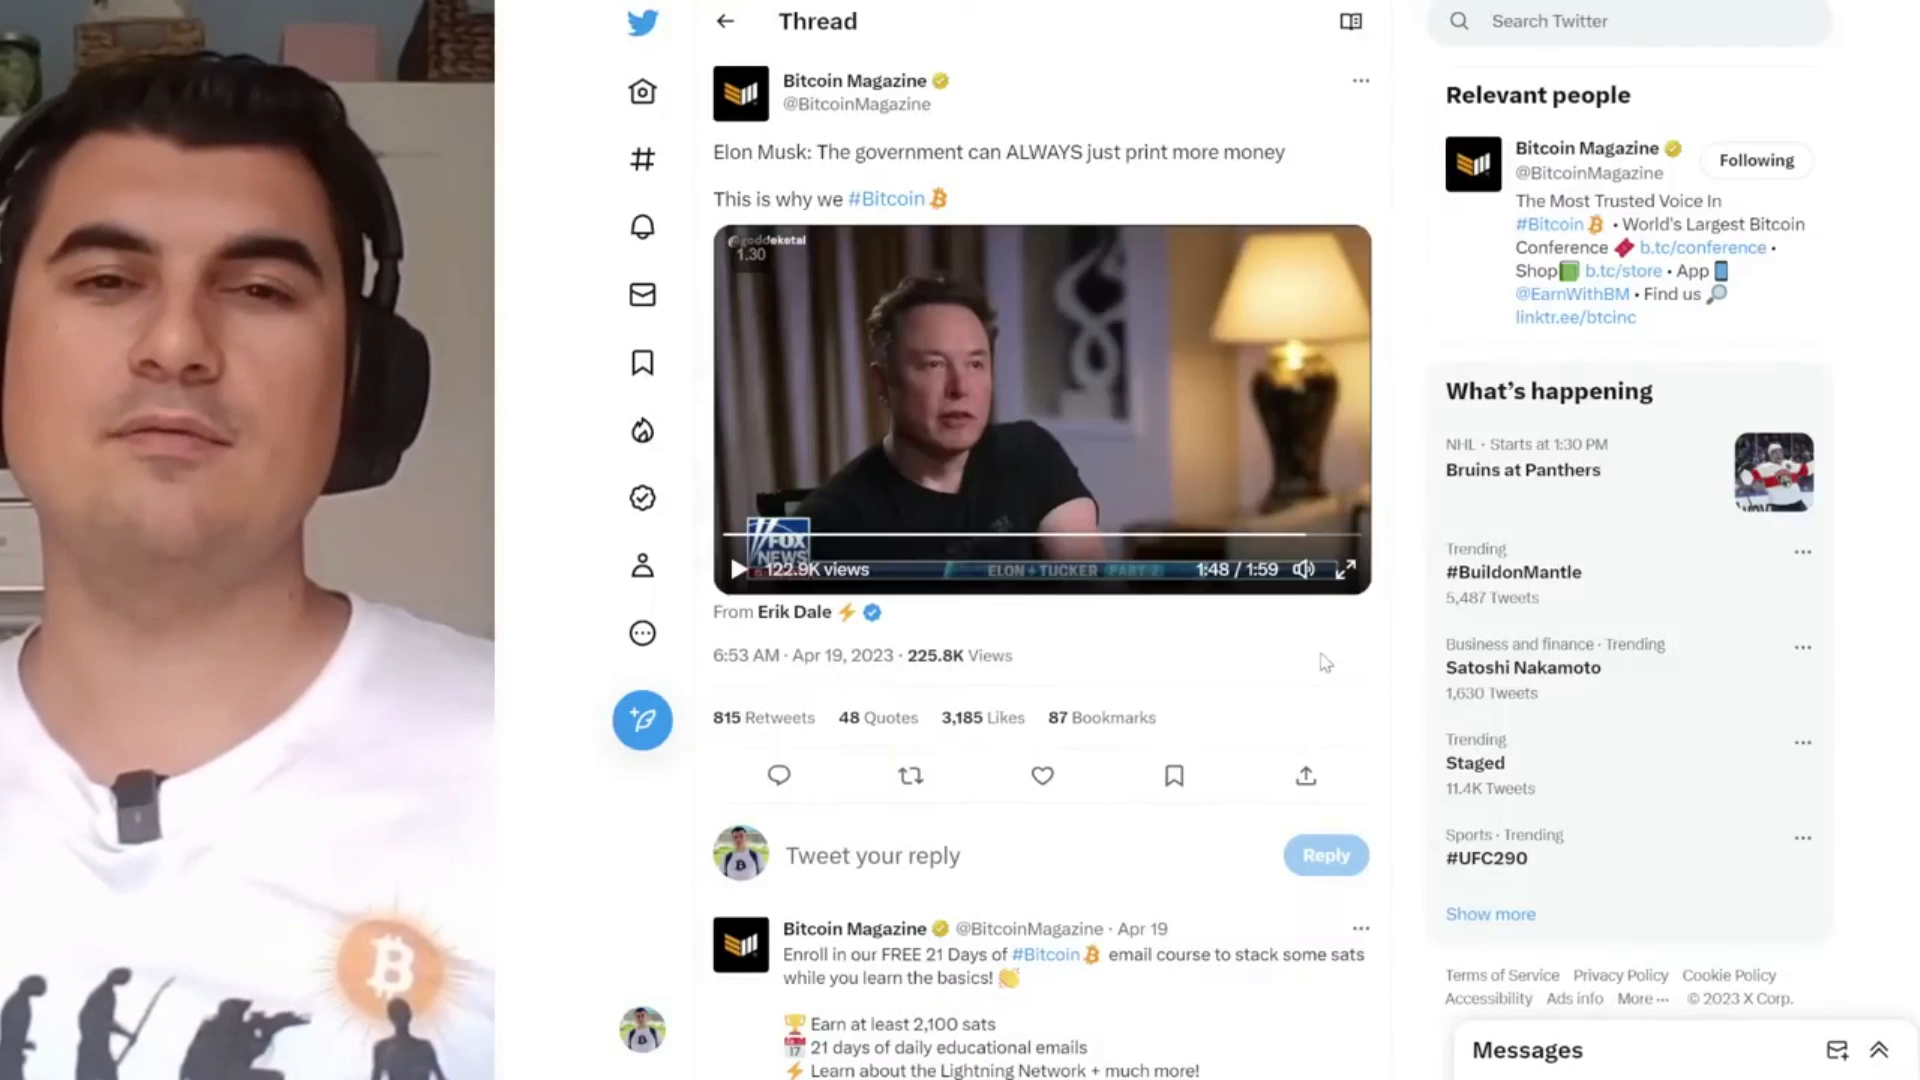 Thread
Search Twitter
Bitcoin Magazine
@BitcoinMagazine
Elon Musk: The government can ALWAYS just print more money
This is why we #Bitcoin
@goddeketal
1.30
FOX
NEWS
122.9K views
ELON + TUCKER PART 2
1:48 / 1:59
From Erik Dale
6:53 AM · Apr 19, 2023 · 225.8K Views
815 Retweets 48 Quotes 3,185 Likes 87 Bookmarks
Tweet your reply
Reply
Bitcoin Magazine @BitcoinMagazine · Apr 19
Enroll in our FREE 21 Days of #Bitcoin email course to stack some sats
while you learn the basics!
Earn at least 2,100 sats
21 days of daily educational emails
Learn about the Lightning Network + much more!
Relevant people
Bitcoin Magazine
@BitcoinMagazine
Following
The Most Trusted Voice In
#Bitcoin • World's Largest Bitcoin
Conference b.tc/conference •
Shop b.tc/store • App
@EarnWithBM • Find us
linktr.ee/btcinc
What's happening
NHL · Starts at 1:30 PM
Bruins at Panthers
Trending
#BuildonMantle
5,487 Tweets
Business and finance · Trending
Satoshi Nakamoto
1,630 Tweets
Trending
Staged
11.4K Tweets
Sports · Trending
#UFC290
Show more
Terms of Service Privacy Policy Cookie Policy
Accessibility Ads info More ··· © 2023 X Corp.
Messages